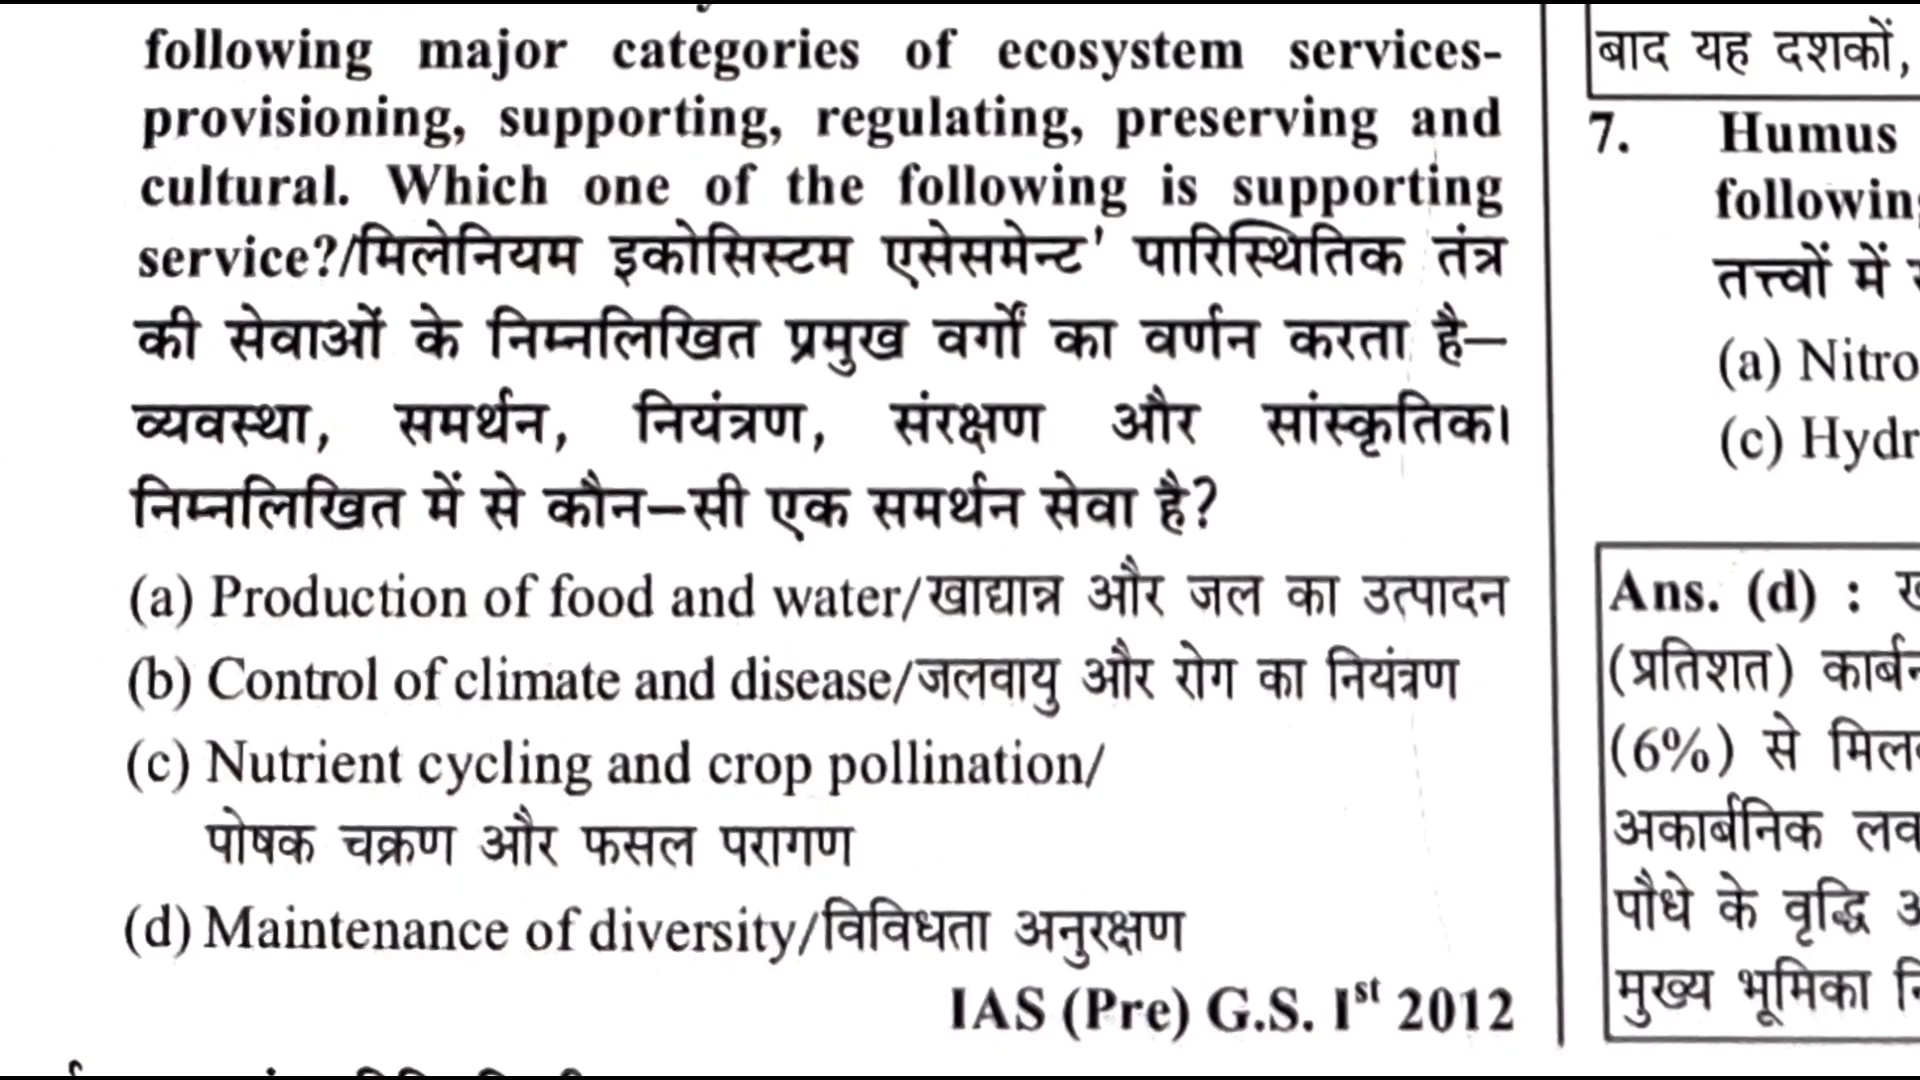 following major categories of ecosystem services-
provisioning, supporting, regulating, preserving and
cultural. Which one of the following is supporting
service?/मिलेनियम इकोसिस्टम एसेसमेन्ट' पारिस्थितिक तंत्र
की सेवाओं के निम्नलिखित प्रमुख वर्गों का वर्णन करता है–
व्यवस्था, समर्थन, नियंत्रण, संरक्षण और सांस्कृतिक।
निम्नलिखित में से कौन–सी एक समर्थन सेवा है?
(a) Production of food and water/खाद्यान्न और जल का उत्पादन
(b) Control of climate and disease/जलवायु और रोग का नियंत्रण
(c) Nutrient cycling and crop pollination/
पोषक चक्रण और फसल परागण
(d) Maintenance of diversity/विविधता अनुरक्षण
IAS (Pre) G.S. Ist 2012
बाद यह दशकों,
7. Humus
following
तत्त्वों में
(a) Nitro
(c) Hydr
Ans. (d) :
(प्रतिशत) कार्बन
(6%) से
अकार्बनिक
पौधे के वृद्धि
मुख्य भूमिका